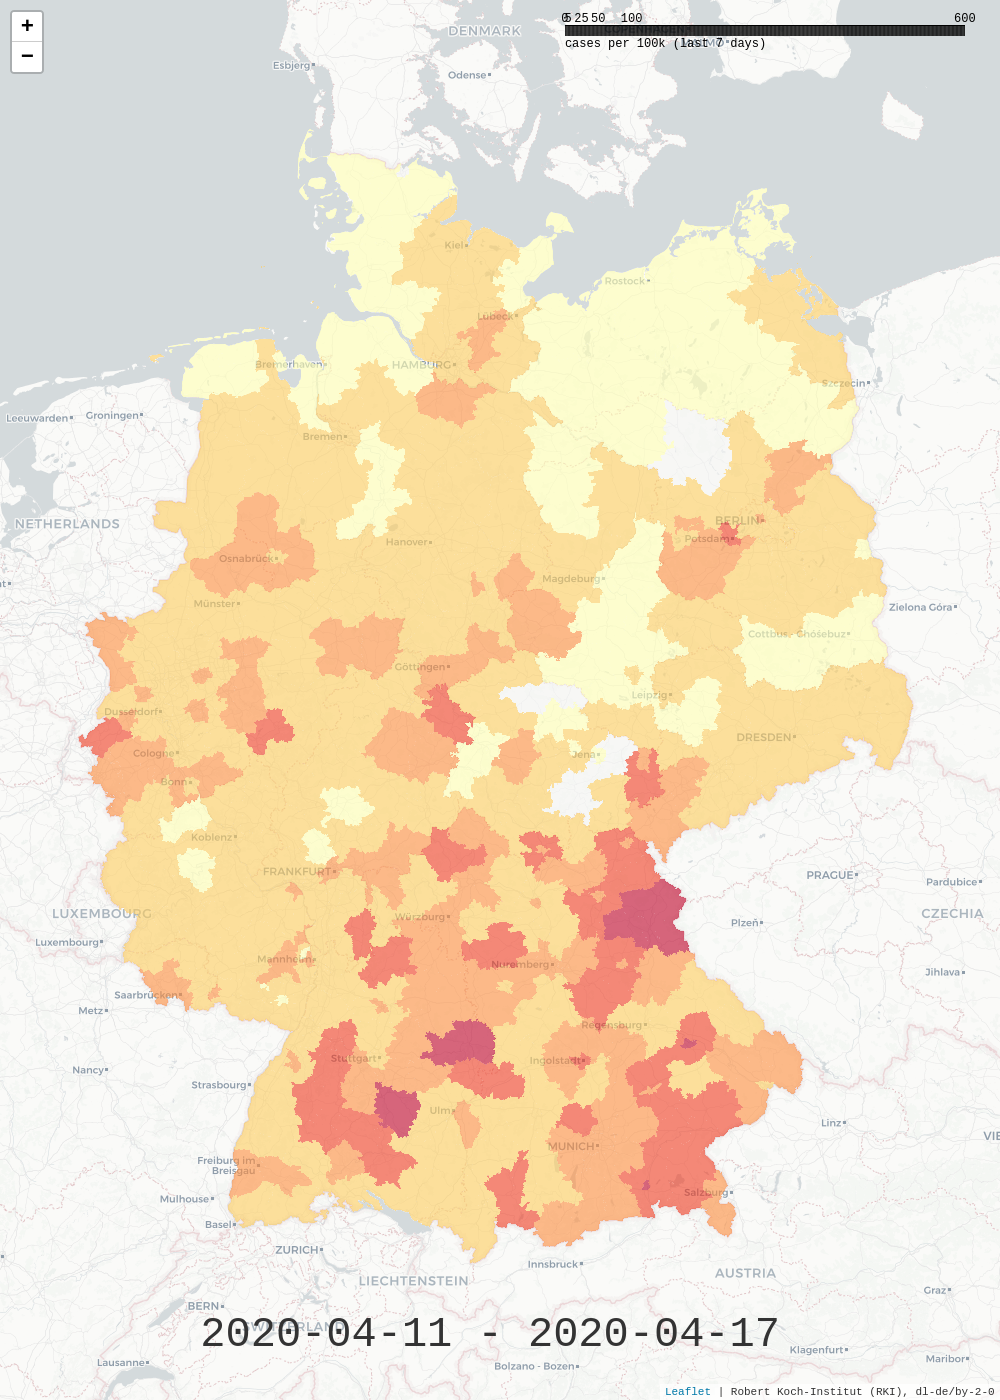 +
−
0 5 25 50 100 600
cases per 100k (last 7 days)
DENMARK
Esbjerg
Odense
Kiel
Rostock
Lübeck
Bremerhaven
HAMBURG
Szczecin
Leeuwarden
Groningen
Bremen
NETHERLANDS
BERLIN
Potsdam
Hanover
Osnabrück
Magdeburg
Münster
Zielona Góra
Cottbus - Chóśebuz
Göttingen
Leipzig
Dusseldorf
DRESDEN
Cologne
Jena
Bonn
Koblenz
FRANKFURT
PRAGUE
Pardubice
LUXEMBOURG
Würzburg
Plzeň
CZECHIA
Luxembourg
Mannheim
Nuremberg
Jihlava
Saarbrücken
Metz
Regensburg
Stuttgart
Ingolstadt
Nancy
Strasbourg
Ulm
Linz
VIE
MUNICH
Freiburg im
Breisgau
Mulhouse
Salzburg
Basel
ZURICH
Innsbruck
LIECHTENSTEIN
AUSTRIA
Graz
BERN
SWITZERLAND
2020-04-11 - 2020-04-17
Klagenfurt
Lausanne
Bolzano - Bozen
Maribor
Leaflet | Robert Koch-Institut (RKI), dl-de/by-2-0